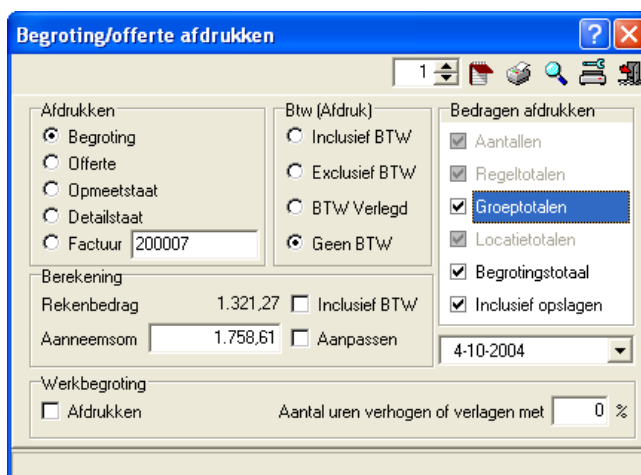 Begroting/offerte afdrukken
1
Afdrukken
Begroting
Offerte
Opmeetstaat
Detailstaat
Factuur 200007
Btw (Afdruk)
Inclusief BTW
Exclusief BTW
BTW Verlegd
Geen BTW
Bedragen afdrukken
Aantallen
Regeltotalen
Groeptotalen
Locatietotalen
Begrotingstotaal
Inclusief opslagen
Berekening
Rekenbedrag 1.321,27 Inclusief BTW
Aanneemsom 1.758,61 Aanpassen
4-10-2004
Werkbegroting
Afdrukken Aantal uren verhogen of verlagen met 0 %